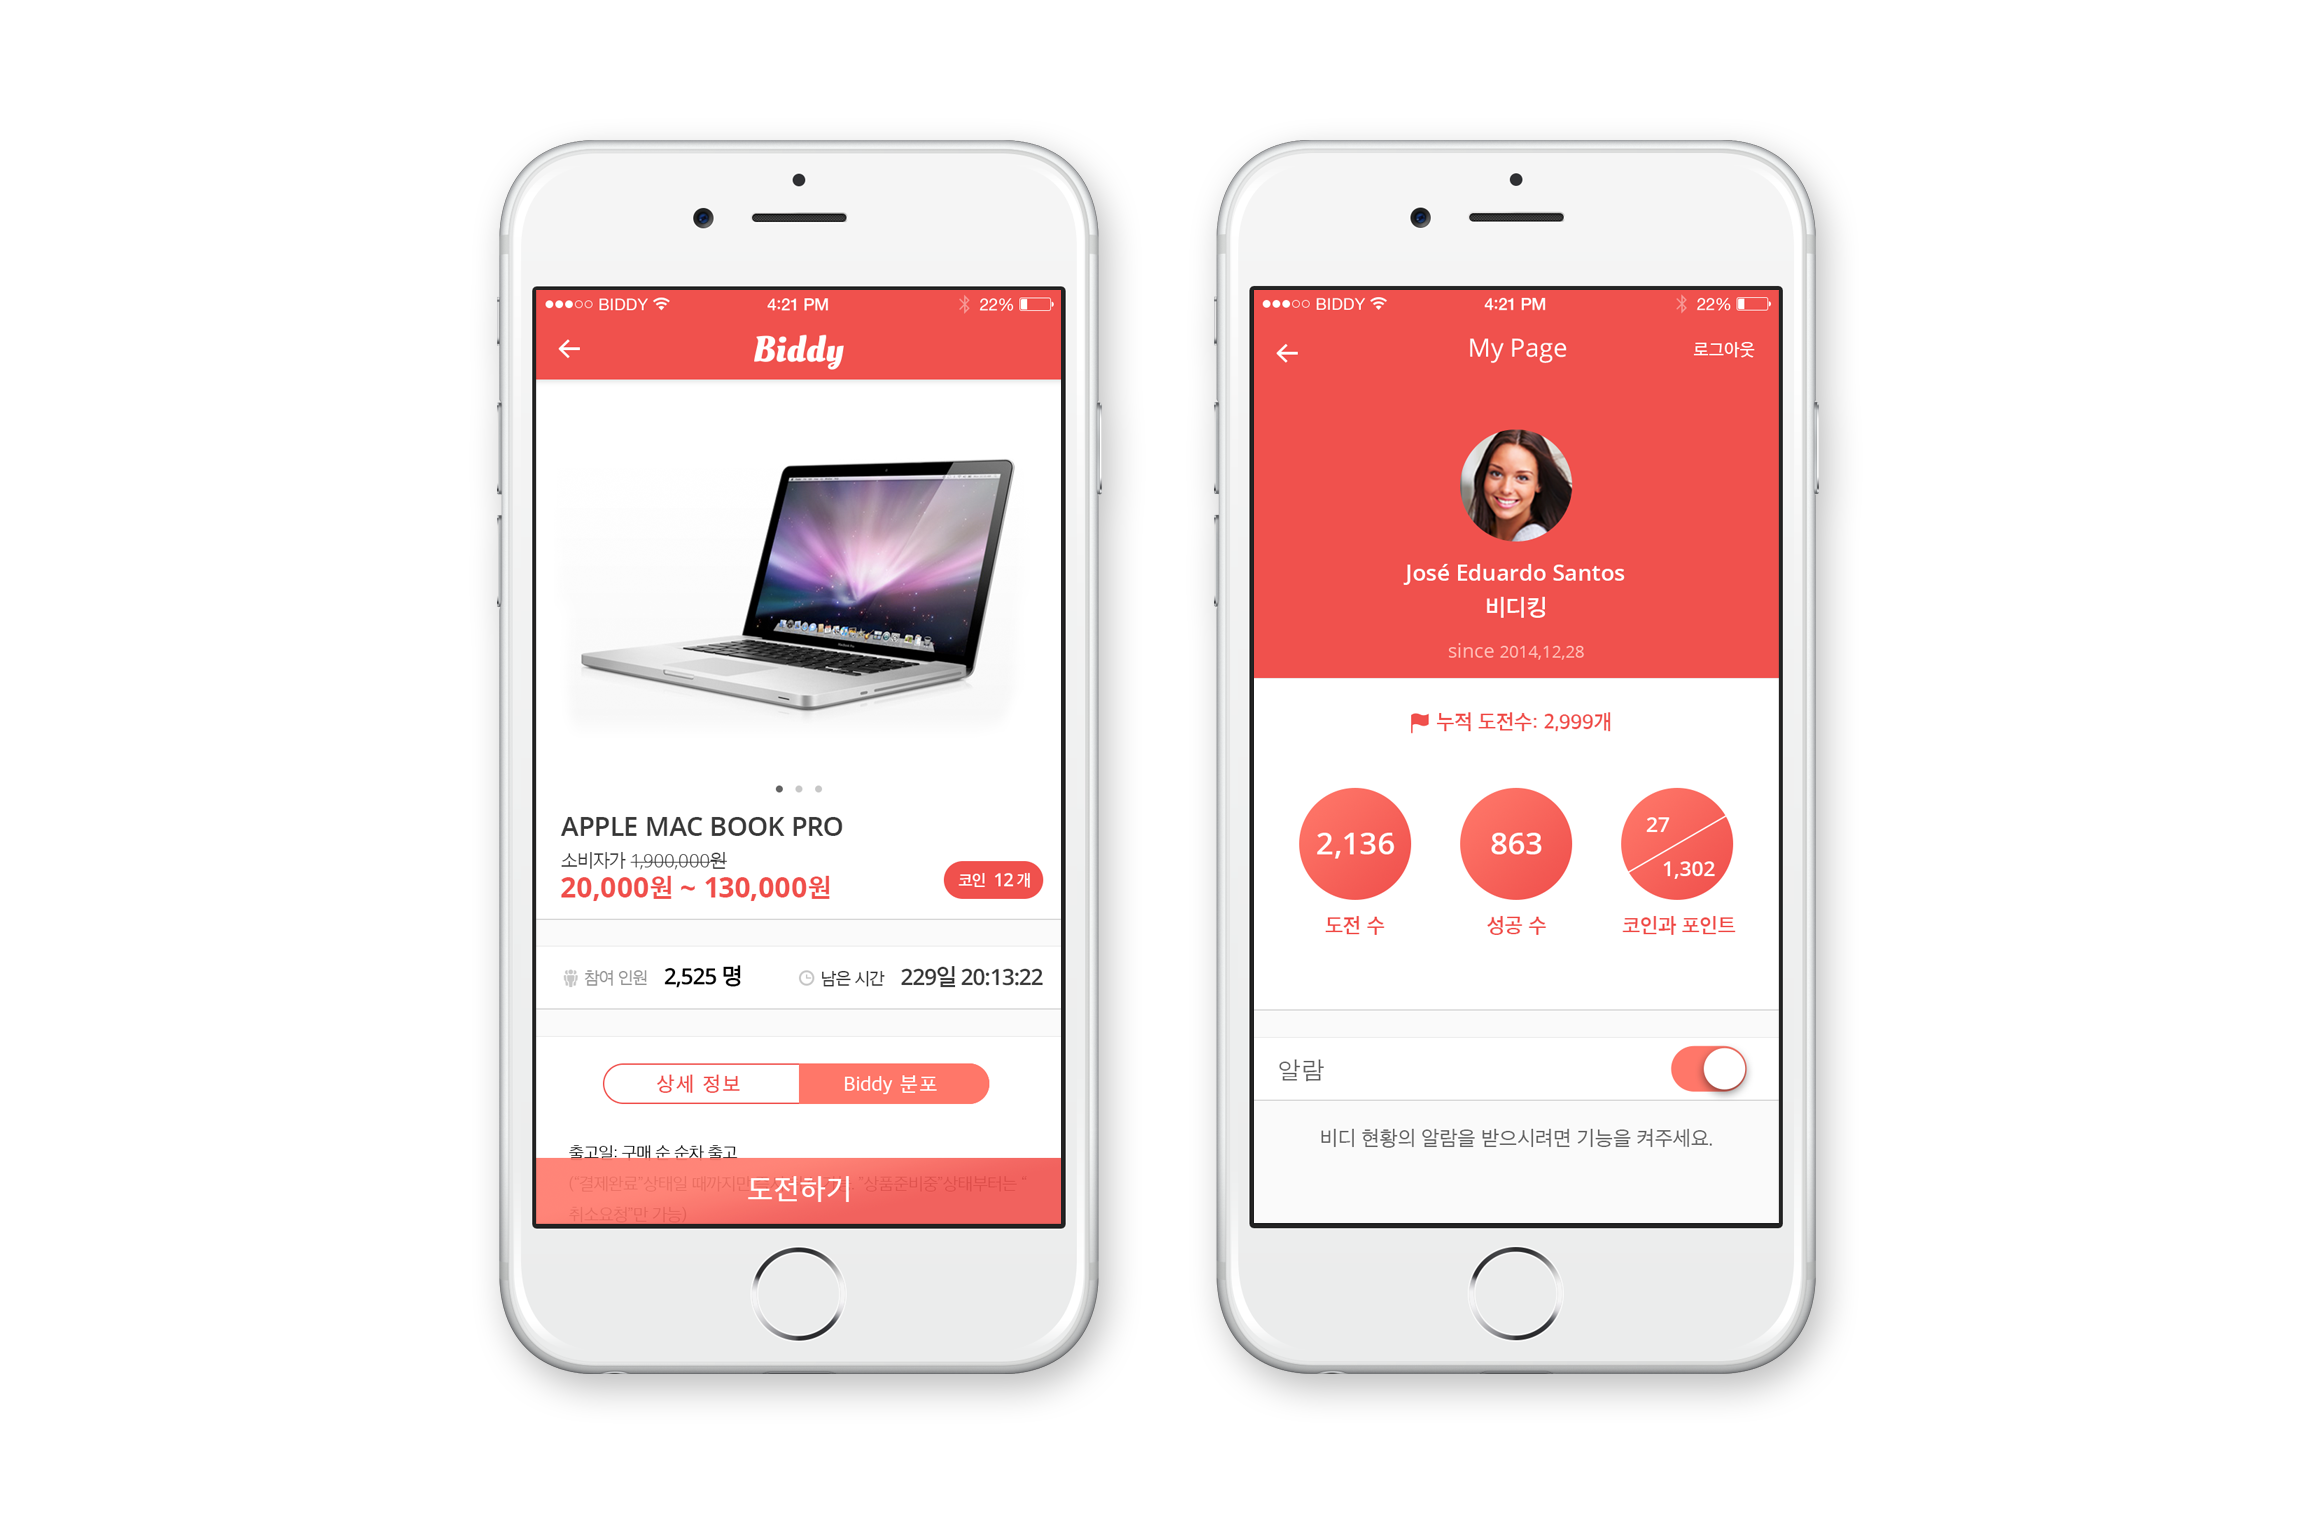 BIDDY 4:21 PM 22%
Biddy
APPLE MAC BOOK PRO
소비자가 1,900,000원
20,000원 ~ 130,000원
코인 12 개
참여 인원 2,525 명 남은 시간 229일 20:13:22
상세 정보 Biddy 분포
출고일: 구매 순 순차 출고
("결제완료"상태일 때까지만 "상품준비중"상태부터는 "
도전하기
취소요청"만 가능)
BIDDY 4:21 PM 22%
My Page 로그아웃
José Eduardo Santos
비디킹
since 2014,12,28
누적 도전수: 2,999개
2,136 863 27 1,302
도전 수 성공 수 코인과 포인트
알람
비디 현황의 알람을 받으시려면 기능을 켜주세요.